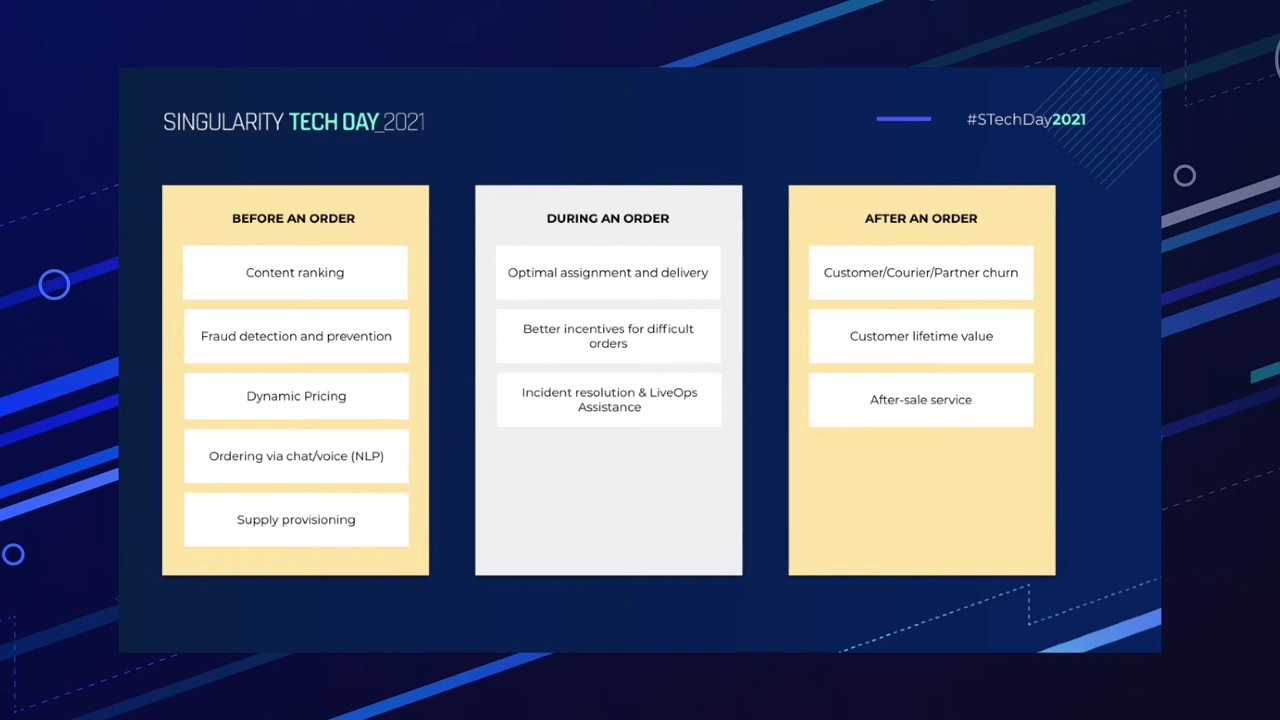 SINGULARITY TECH DAY_2021
#STechDay2021
BEFORE AN ORDER
Content ranking
Fraud detection and prevention
Dynamic Pricing
Ordering via chat/voice (NLP)
Supply provisioning
DURING AN ORDER
Optimal assignment and delivery
Better incentives for difficult
orders
Incident resolution & LiveOps
Assistance
AFTER AN ORDER
Customer/Courier/Partner churn
Customer lifetime value
After-sale service